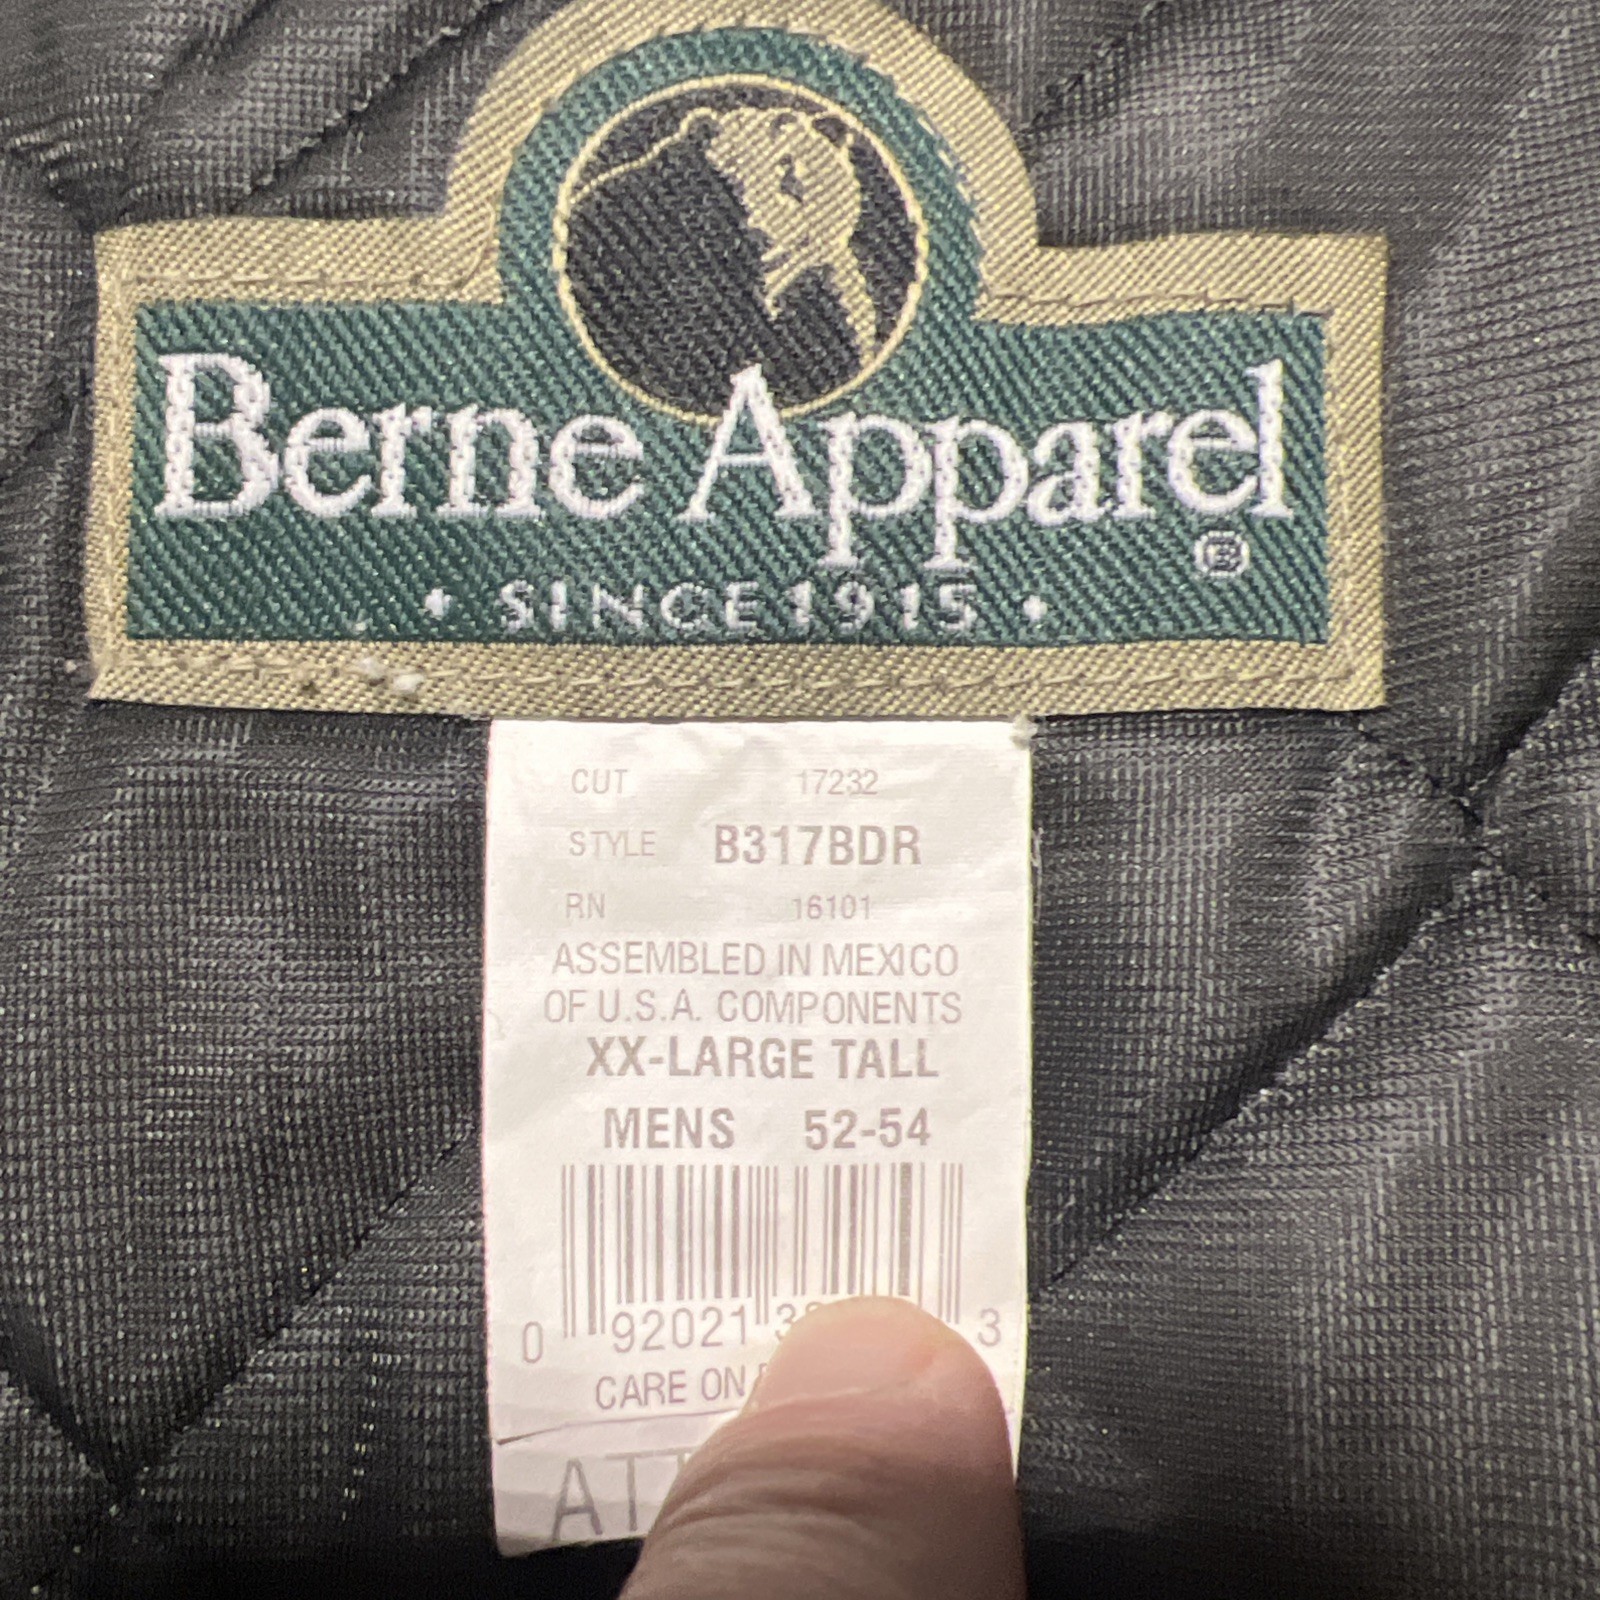 Berne Apparel ®
• SINCE 1915 •
CUT 17232
STYLE B317BDR
RN 16101
ASSEMBLED IN MEXICO
OF U.S.A. COMPONENTS
XX-LARGE TALL
MENS 52-54
0 92021 3
CARE ON